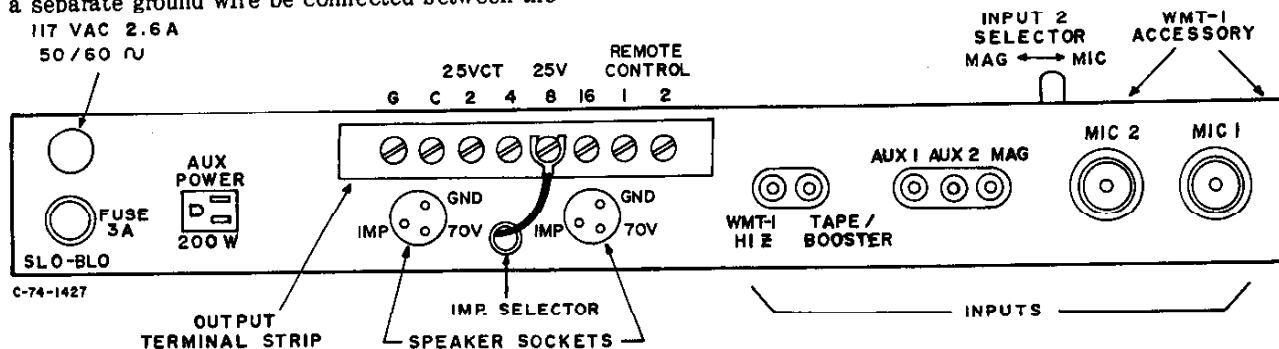 a separate ground wire be connected between the
117 VAC 2.6A
50/60 ∿
INPUT 2
SELECTOR
MAG ↔ MIC
WMT-1
ACCESSORY
REMOTE
CONTROL
25VCT 25V
G C 2 4 8 16 1 2
AUX
POWER
200W
FUSE
3A
SLO-BLO
IMP
GND
70V
IMP
GND
70V
WMT-1
HI Z
TAPE/
BOOSTER
AUX 1 AUX 2 MAG
MIC 2
MIC 1
C-74-1427
OUTPUT
TERMINAL STRIP
IMP. SELECTOR
SPEAKER SOCKETS
INPUTS